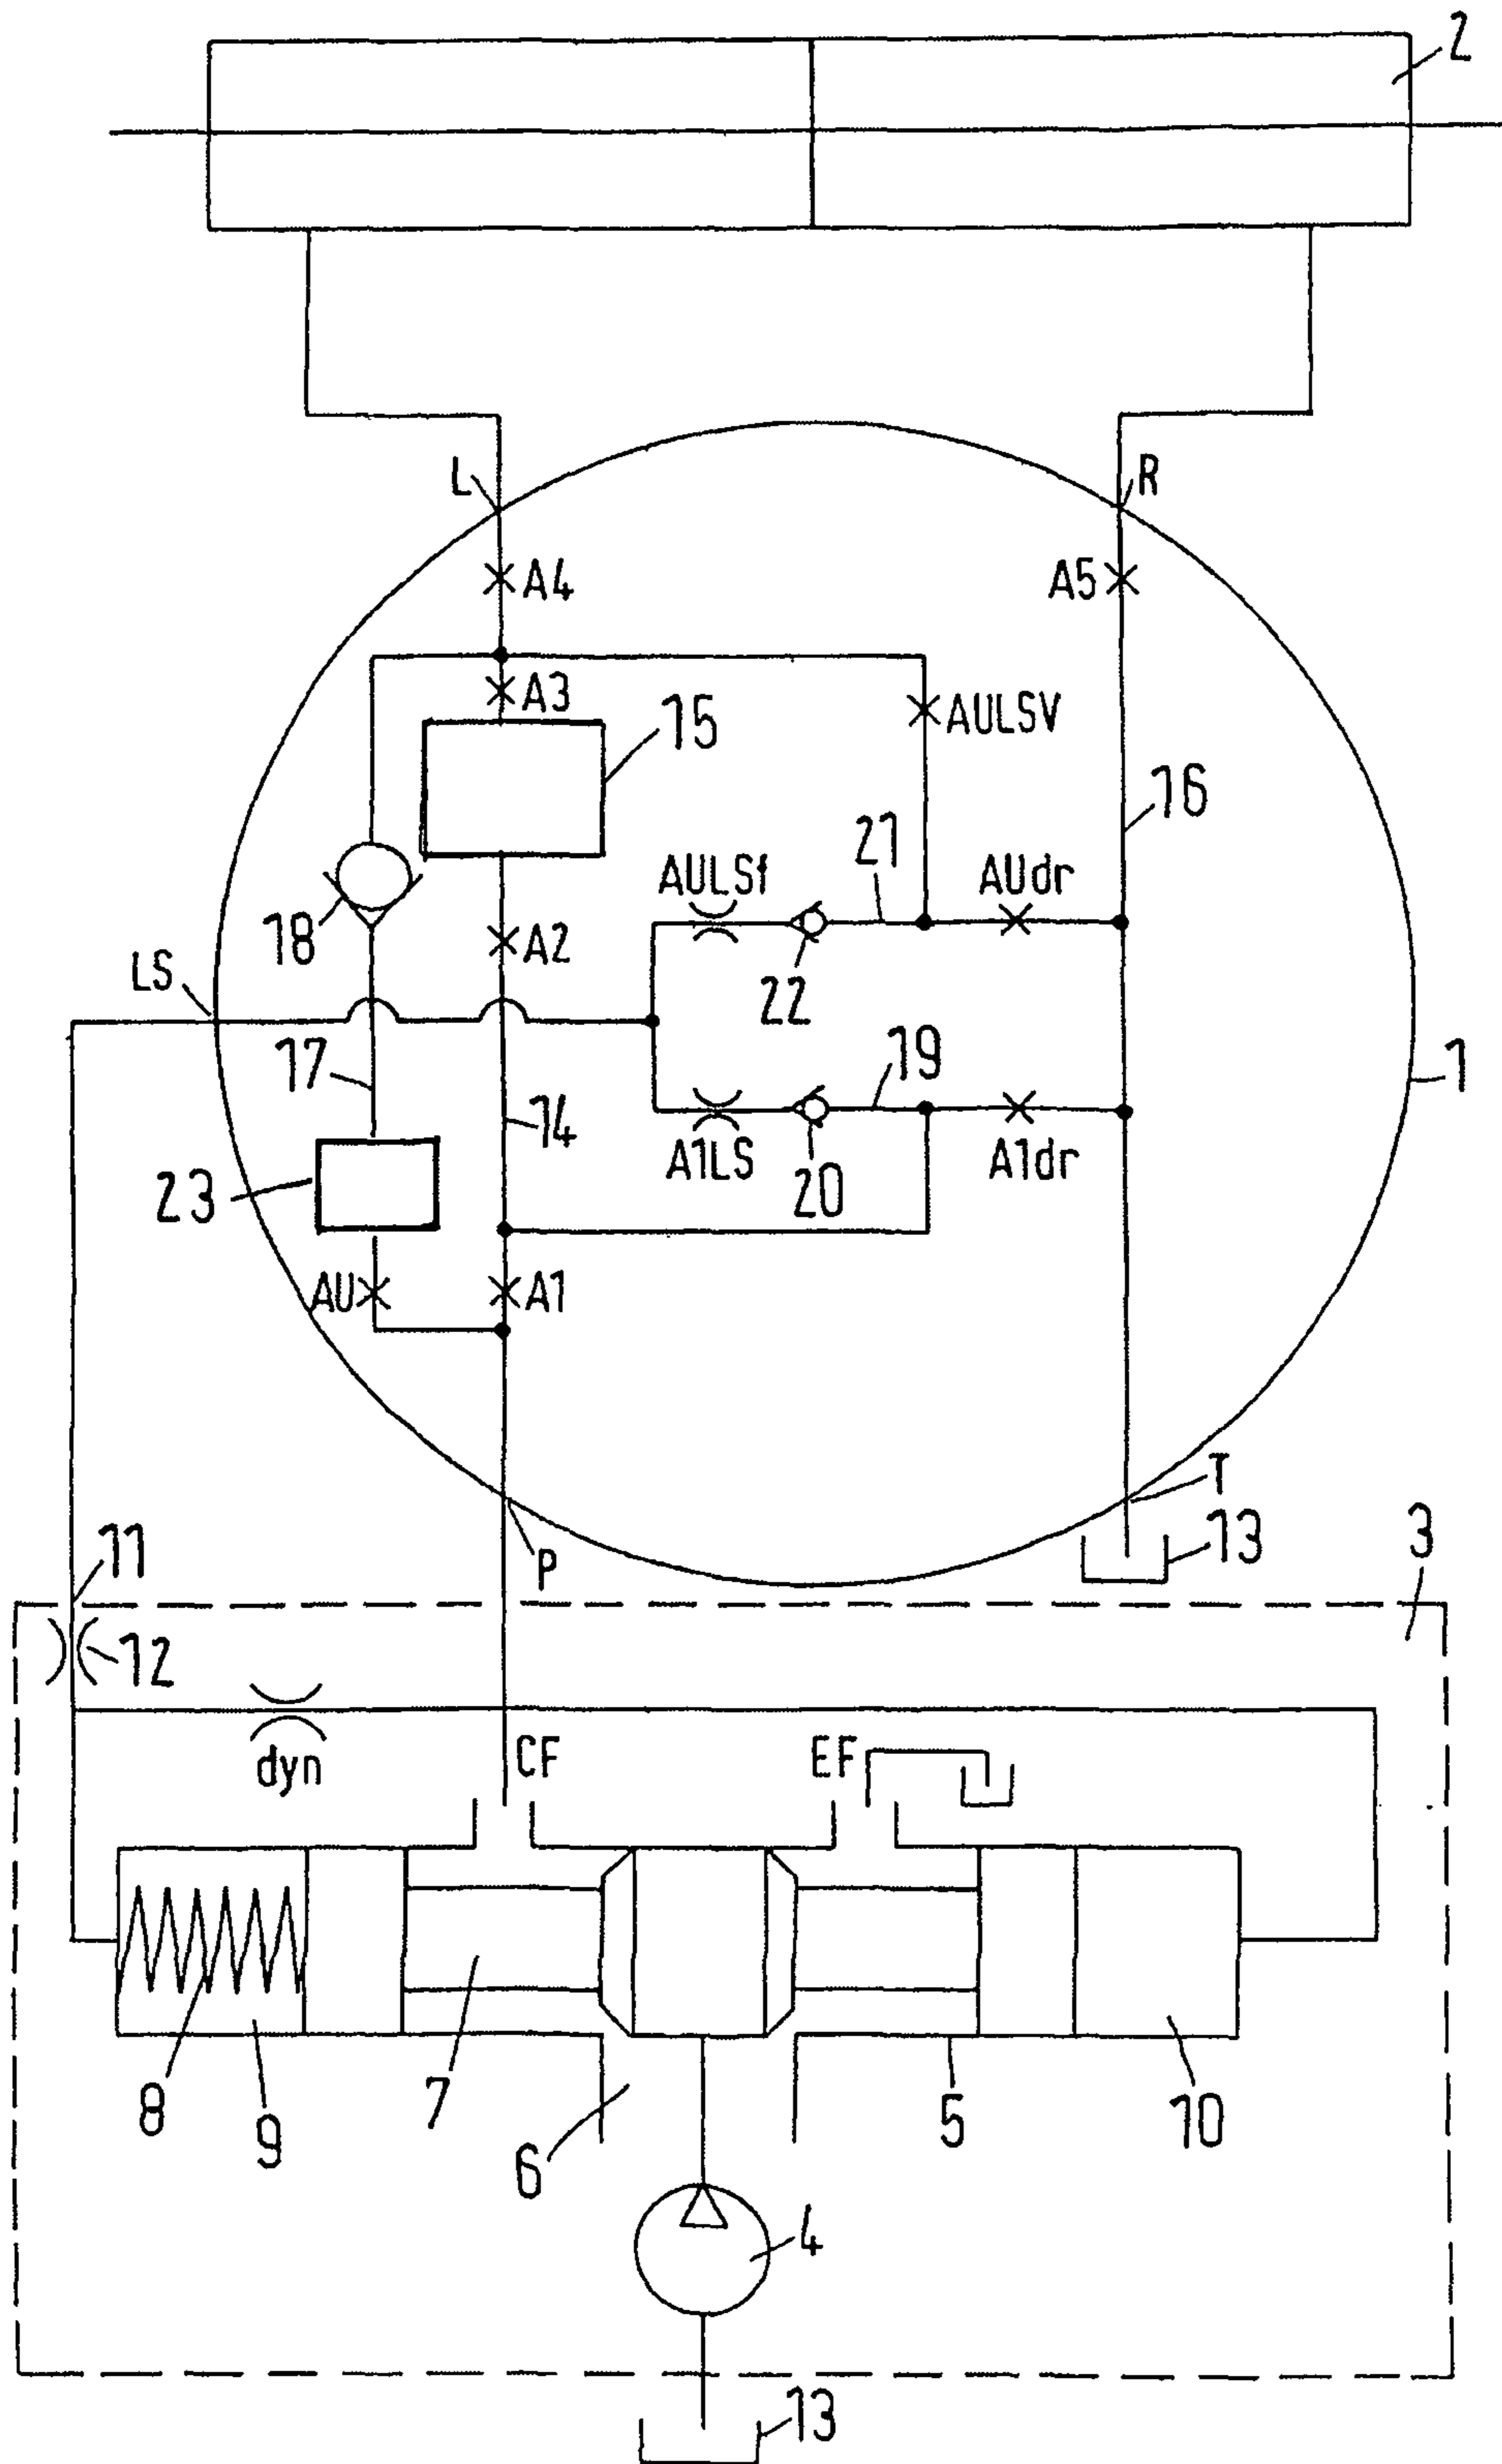 2
L
R
A4
A5
A3
15
AULSV
16
21
AULSf
AUdr
18
A2
LS
22
19
17
14
1
A1LS
A1dr
20
23
AU
A1
T
13
3
P
11
12
CF
EF
dyn
8
9
7
6
5
10
4
13